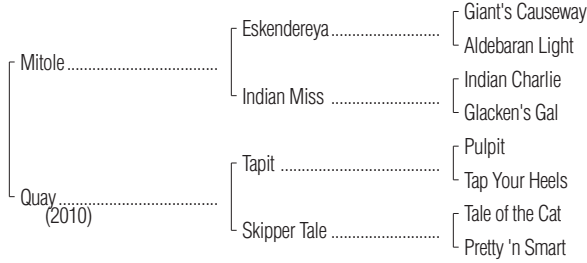 Giant's Causeway
Eskendereya
Aldebaran Light
Mitole
Indian Charlie
Indian Miss
Glacken's Gal
Pulpit
Tapit
Tap Your Heels
Quay
(2010)
Tale of the Cat
Skipper Tale
Pretty 'n Smart